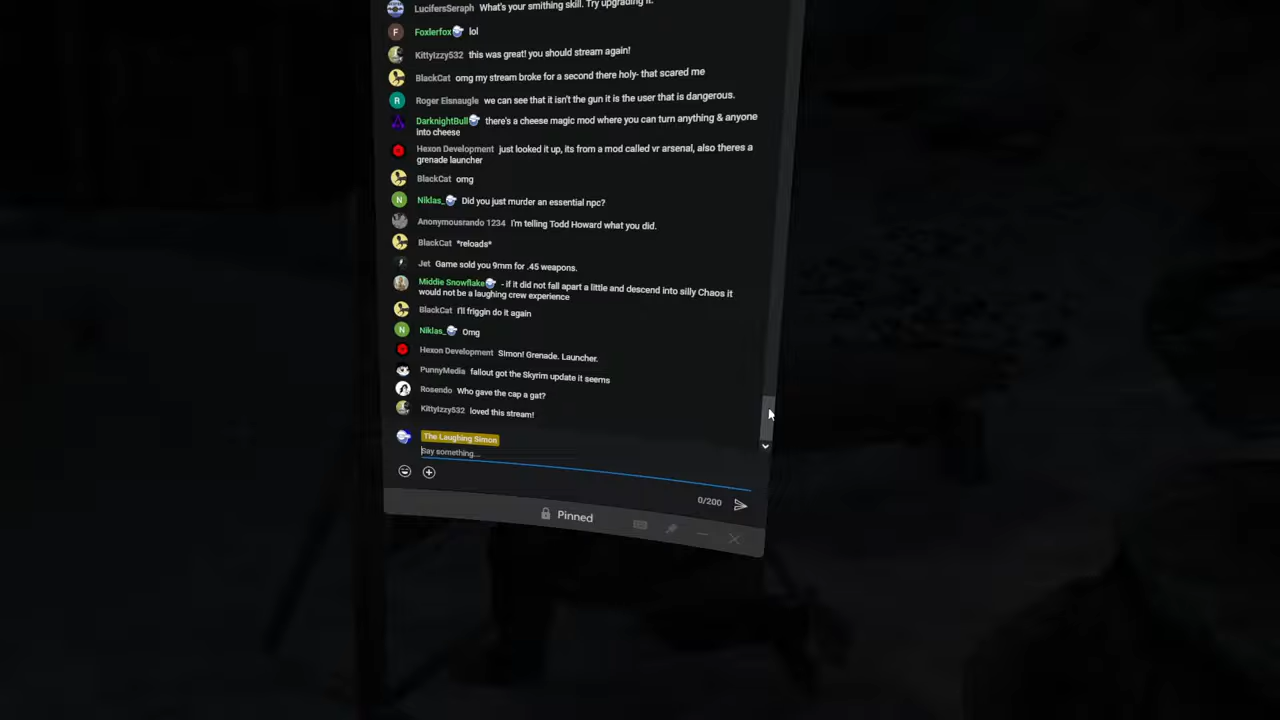 LucifersSeraph What's your smithing skill. Try upgrading it.
F Foxlerfox lol
KittyIzzy532 this was great! you should stream again!
BlackCat omg my stream broke for a second there holy- that scared me
R Roger Eisnaugle we can see that it isn't the gun it is the user that is dangerous.
DarknightBull there's a cheese magic mod where you can turn anything & anyone
into cheese
Hexon Development just looked it up, its from a mod called vr arsenal, also theres a
grenade launcher
BlackCat omg
N Niklas_ Did you just murder an essential npc?
Anonymousrando 1234 I'm telling Todd Howard what you did.
BlackCat *reloads*
Jet Game sold you 9mm for .45 weapons.
Middie Snowflake - if it did not fall apart a little and descend into silly Chaos it
would not be a laughing crew experience
BlackCat I'll friggin do it again
N Niklas_ Omg
Hexon Development SImon! Grenade. Launcher.
PunnyMedia fallout got the Skyrim update it seems
Rosendo Who gave the cap a gat?
KittyIzzy532 loved this stream!
The Laughing Simon
Say something...
0/200
Pinned